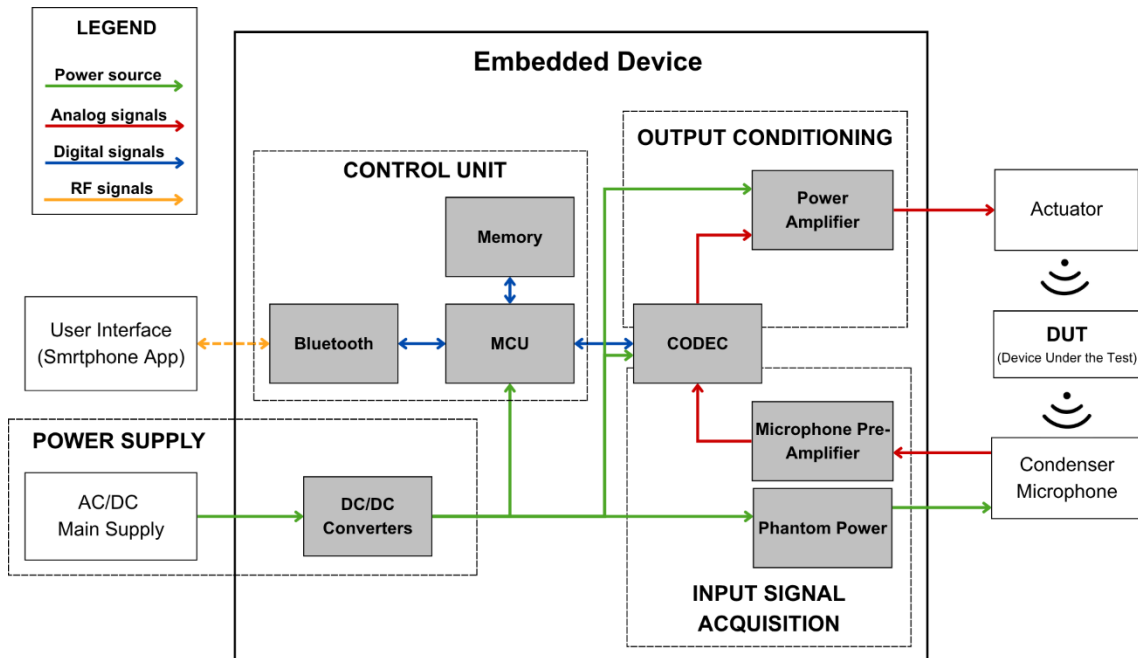 LEGEND
Power source
Analog signals
Digital signals
RF signals
Embedded Device
OUTPUT CONDITIONING
CONTROL UNIT
Power
Amplifier
Actuator
Memory
User Interface
(Smrtphone App)
Bluetooth
MCU
CODEC
DUT
(Device Under the Test)
POWER SUPPLY
Microphone Pre-
Amplifier
Condenser
Microphone
AC/DC
Main Supply
DC/DC
Converters
Phantom Power
INPUT SIGNAL
ACQUISITION